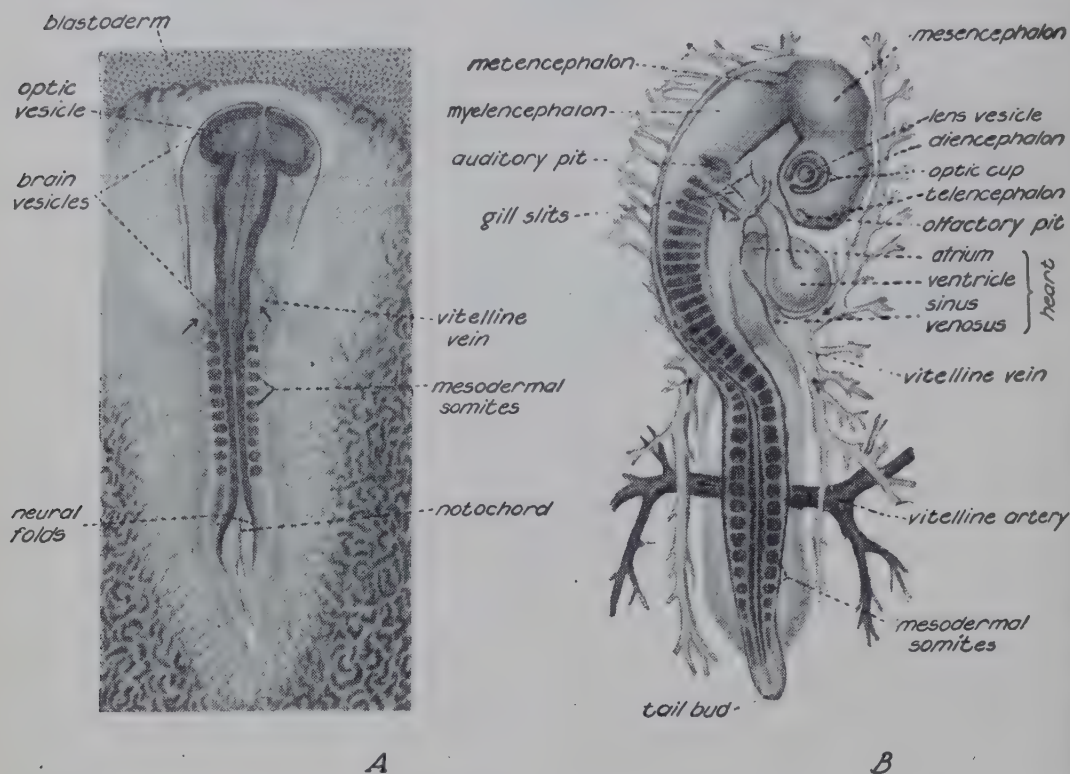 blastoderm
optic
vesicle
brain
vesicles
neural
folds
vitelline
vein
mesodermal
somites
notochord
A
metencephalon
myelencephalon
auditory pit
gill slits
mesencephalon
lens vesicle
diencephalon
optic cup
telencephalon
olfactory pit
atrium
ventricle
sinus
venosus
heart
vitelline vein
vitelline artery
mesodermal
somites
tail bud
B